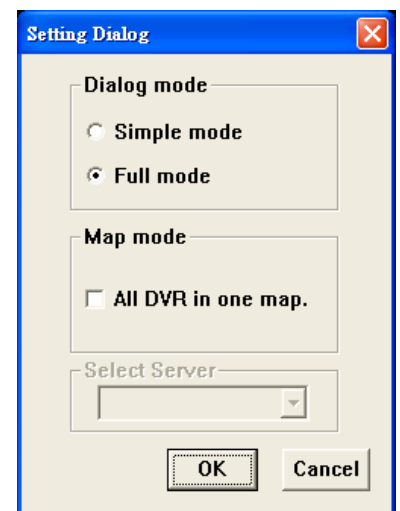 Setting Dialog
Dialog mode
Simple mode
Full mode
Map mode
All DVR in one map.
Select Server
OK Cancel